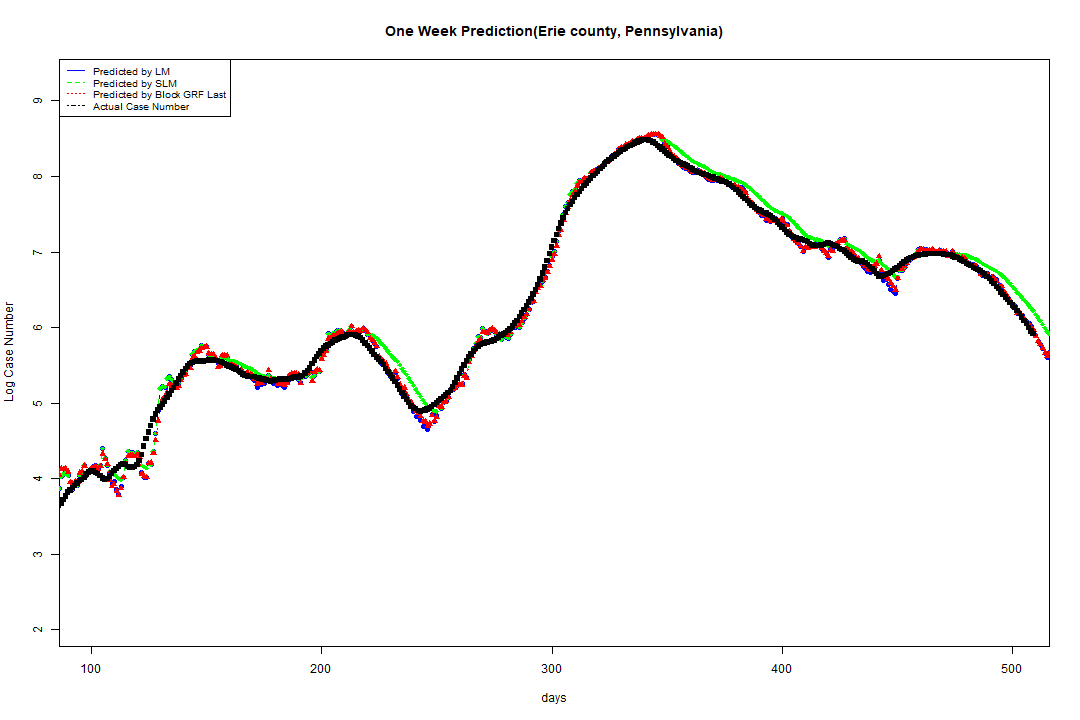 One Week Prediction(Erie county, Pennsylvania)
Predicted by LM
Predicted by SLM
Predicted by Block GRF Last
Actual Case Number
Log Case Number
9
8
7
6
5
4
3
2
100 200 300 400 500
days